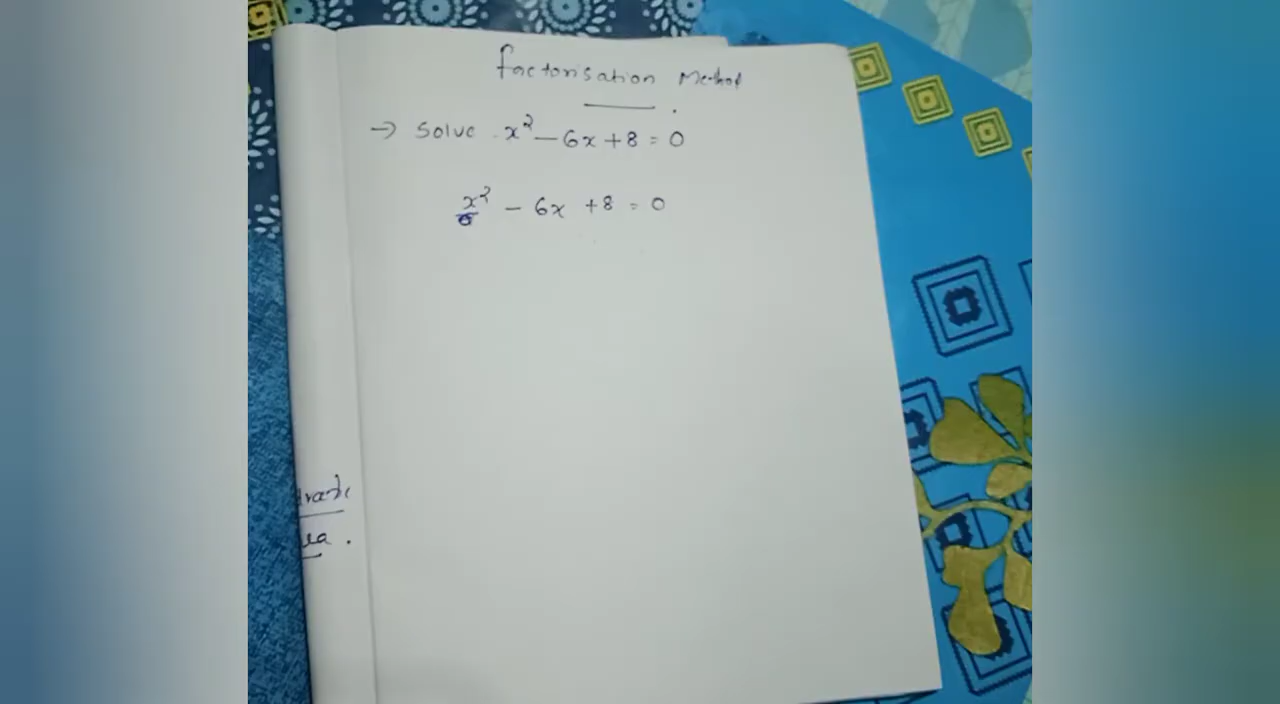 factorisation Method
→ Solve x² - 6x + 8 = 0
x² - 6x + 8 = 0